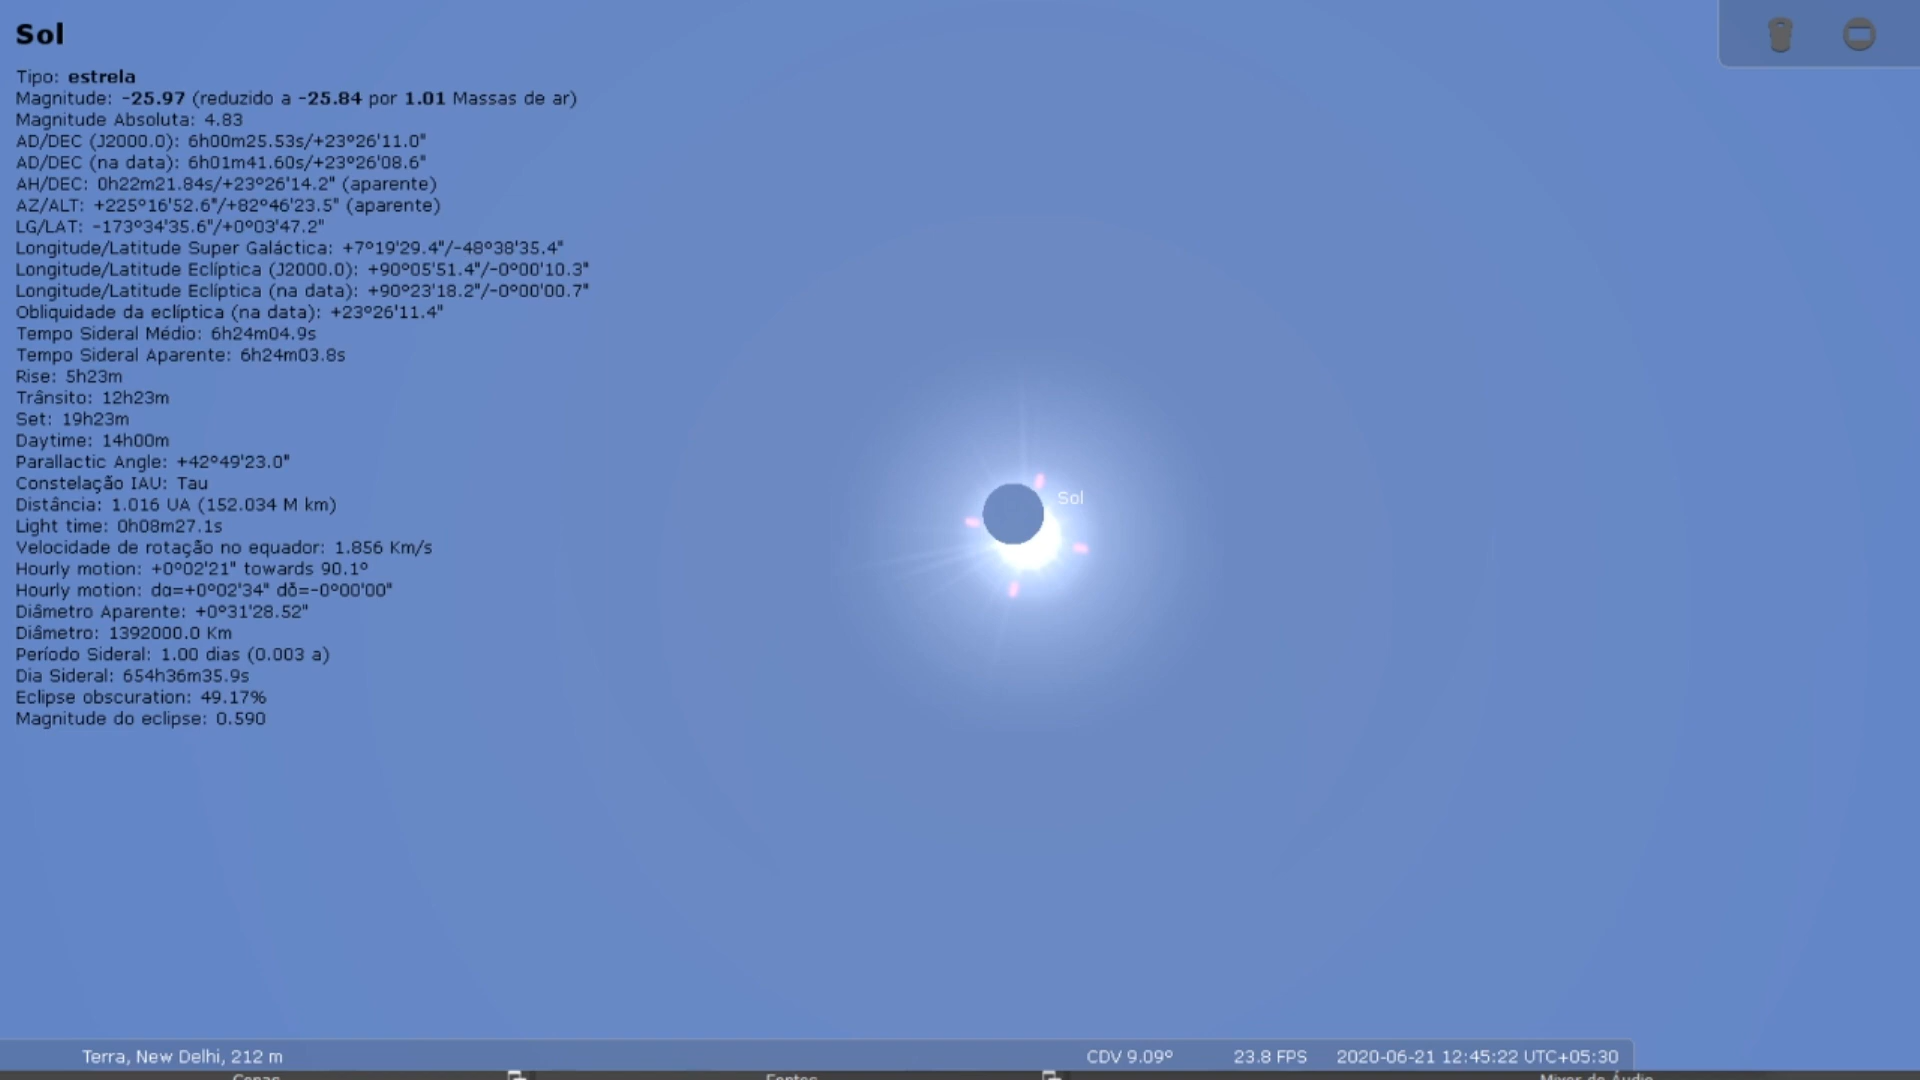 Sol
Tipo: estrela
Magnitude: -25.97 (reduzido a -25.84 por 1.01 Massas de ar)
Magnitude Absoluta: 4.83
AD/DEC (J2000.0): 6h00m25.53s/+23°26'11.0"
AD/DEC (na data): 6h01m41.60s/+23°26'08.6"
AH/DEC: 0h22m21.84s/+23°26'14.2" (aparente)
AZ/ALT: +225°16'52.6"/+82°46'23.5" (aparente)
LG/LAT: -173°34'35.6"/+0°03'47.2"
Longitude/Latitude Super Galáctica: +7°19'29.4"/-48°38'35.4"
Longitude/Latitude Eclíptica (J2000.0): +90°05'51.4"/-0°00'10.3"
Longitude/Latitude Eclíptica (na data): +90°23'18.2"/-0°00'00.7"
Obliquidade da eclíptica (na data): +23°26'11.4"
Tempo Sideral Médio: 6h24m04.9s
Tempo Sideral Aparente: 6h24m03.8s
Rise: 5h23m
Trânsito: 12h23m
Set: 19h23m
Daytime: 14h00m
Parallactic Angle: +42°49'23.0"
Constelação IAU: Tau
Distância: 1.016 UA (152.034 M km)
Light time: 0h08m27.1s
Velocidade de rotação no equador: 1.856 Km/s
Hourly motion: +0°02'21" towards 90.1°
Hourly motion: dα=+0°02'34" dδ=-0°00'00"
Diâmetro Aparente: +0°31'28.52"
Diâmetro: 1392000.0 Km
Período Sideral: 1.00 dias (0.003 a)
Dia Sideral: 654h36m35.9s
Eclipse obscuration: 49.17%
Magnitude do eclipse: 0.590
Sol
Terra, New Delhi, 212 m
CDV 9.09° 23.8 FPS 2020-06-21 12:45:22 UTC+05:30
Cenas Fontes Mixer de Áudio